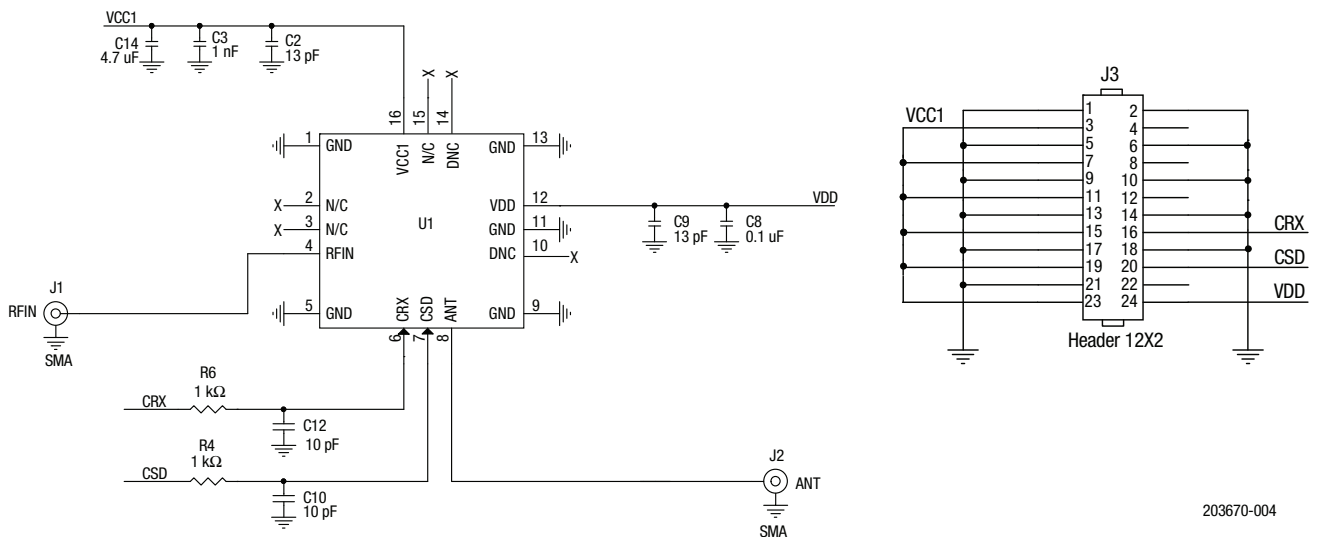 VCC1
C14
4.7 uF
C3
1 nF
C2
13 pF
X
X
16
15
14
VCC1
N/C
DNC
1
GND
GND
13
X
2
N/C
VDD
12
VDD
X
3
N/C
U1
GND
11
C9
13 pF
C8
0.1 uF
4
RFIN
DNC
10
X
J1
RFIN
SMA
5
GND
CRX
CSD
ANT
GND
9
6
7
8
R6
1 kΩ
CRX
C12
10 pF
R4
1 kΩ
CSD
C10
10 pF
J2
ANT
SMA
J3
VCC1
1 2
3 4
5 6
7 8
9 10
11 12
13 14
15 16
CRX
17 18
19 20
CSD
21 22
23 24
VDD
Header 12X2
203670-004